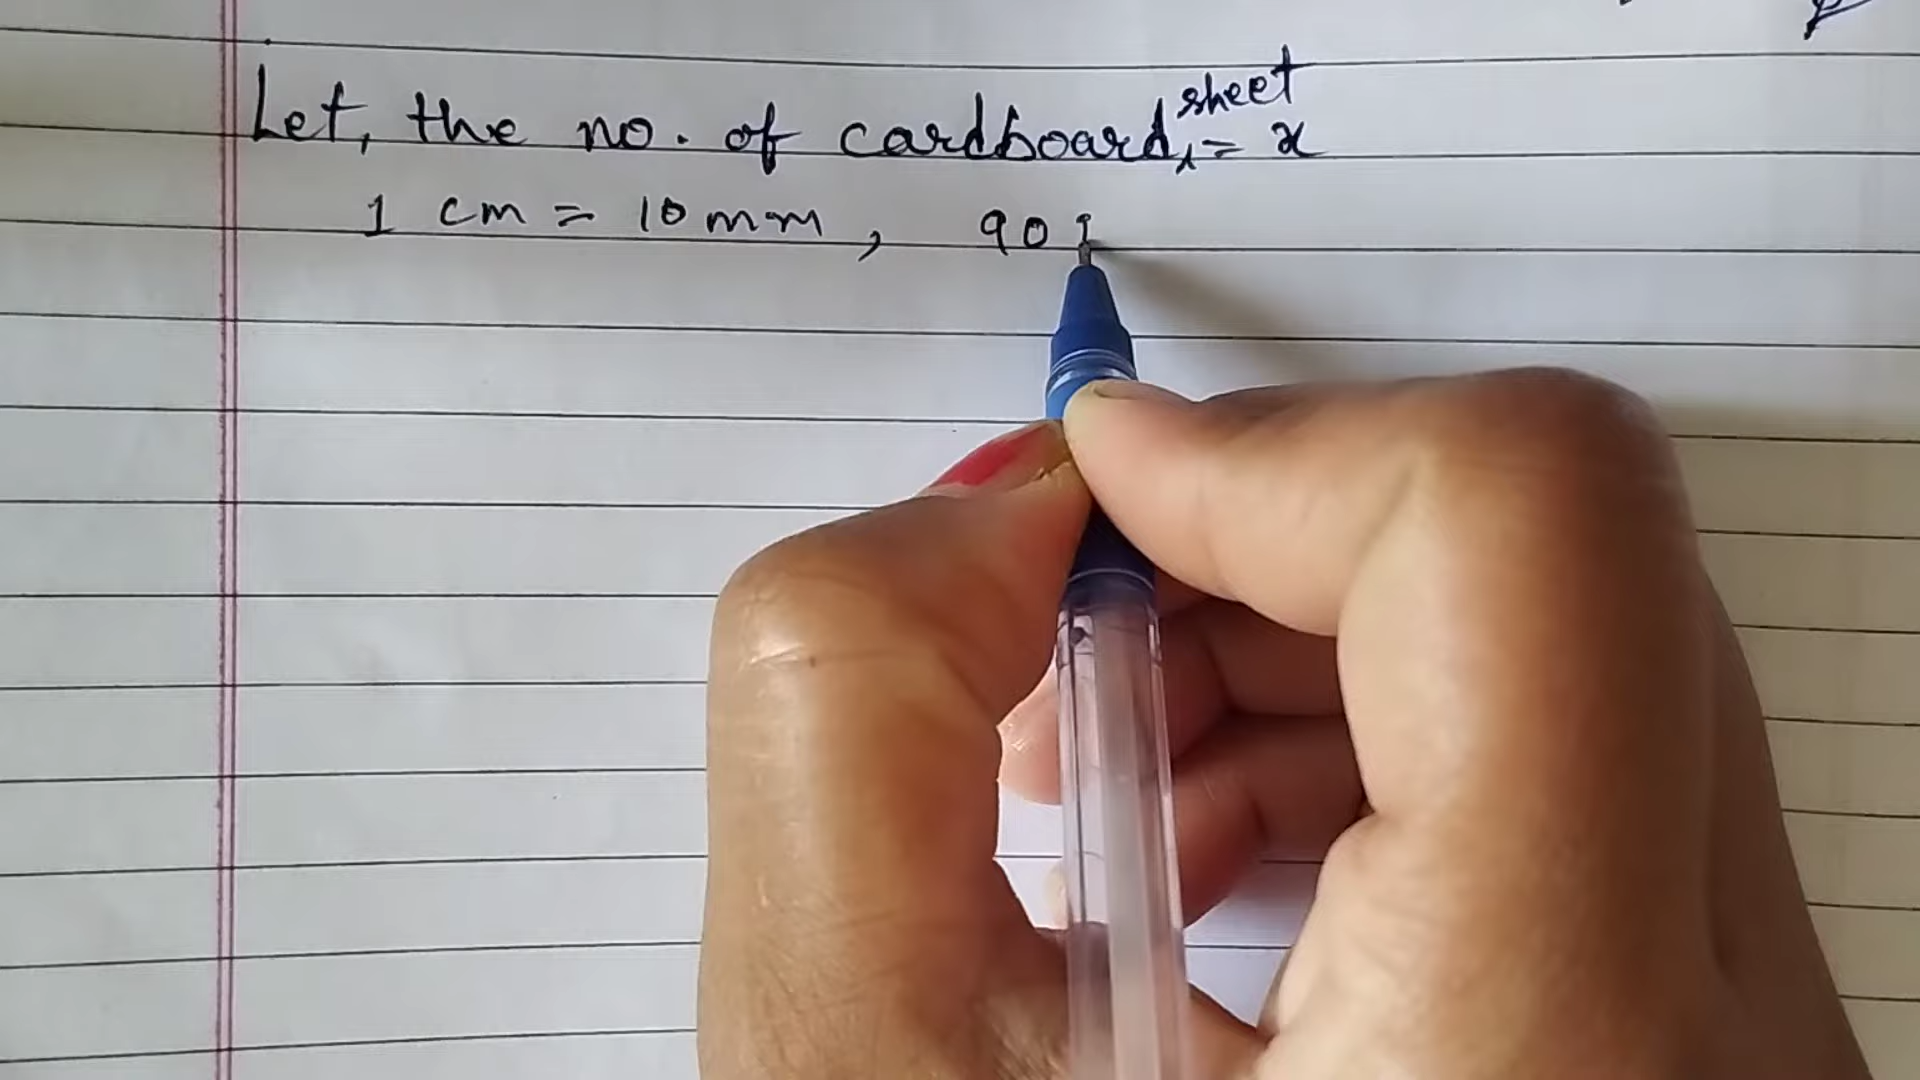 Let, the no. of cardboard sheet = x
1 cm = 10 mm, 90